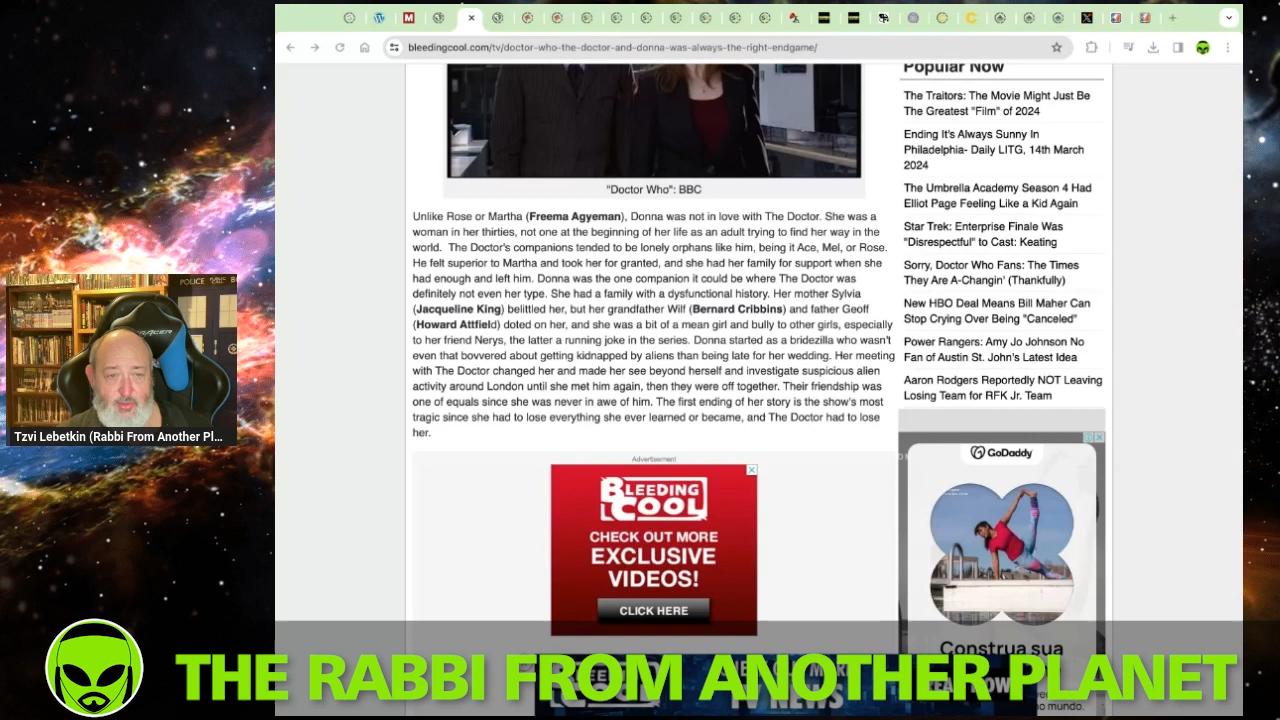 bleedingcool.com/tv/doctor-who-the-doctor-and-donna-was-always-the-right-endgame/
"Doctor Who": BBC
Unlike Rose or Martha (Freema Agyeman), Donna was not in love with The Doctor. She was a
woman in her thirties, not one at the beginning of her life as an adult trying to find her way in the
world. The Doctor's companions tended to be lonely orphans like him, being it Ace, Mel, or Rose.
He felt superior to Martha and took her for granted, and she had her family for support when she
had enough and left him. Donna was the one companion it could be where The Doctor was
definitely not even her type. She had a family with a dysfunctional history. Her mother Sylvia
(Jacqueline King) belittled her, but her grandfather Wilf (Bernard Cribbins) and father Geoff
(Howard Attfield) doted on her, and she was a bit of a mean girl and bully to other girls, especially
to her friend Nerys, the latter a running joke in the series. Donna started as a bridezilla who wasn't
even that bovvered about getting kidnapped by aliens than being late for her wedding. Her meeting
with The Doctor changed her and made her see beyond herself and investigate suspicious alien
activity around London until she met him again, then they were off together. Their friendship was
one of equals since she was never in awe of him. The first ending of her story is the show's most
tragic since she had to lose everything she ever learned or became, and The Doctor had to lose
her.
Advertisement
BLEEDING
COOL
CHECK OUT MORE
EXCLUSIVE
VIDEOS!
CLICK HERE
Popular Now
The Traitors: The Movie Might Just Be
The Greatest "Film" of 2024
Ending It's Always Sunny In
Philadelphia- Daily LITG, 14th March
2024
The Umbrella Academy Season 4 Had
Elliot Page Feeling Like a Kid Again
Star Trek: Enterprise Finale Was
"Disrespectful" to Cast: Keating
Sorry, Doctor Who Fans: The Times
They Are A-Changin' (Thankfully)
New HBO Deal Means Bill Maher Can
Stop Crying Over Being "Canceled"
Power Rangers: Amy Jo Johnson No
Fan of Austin St. John's Latest Idea
Aaron Rodgers Reportedly NOT Leaving
Losing Team for RFK Jr. Team
GoDaddy
Construa sua
no mundo.
POLICE
Tzvi Lebetkin (Rabbi From Another Pl...
THE RABBI FROM ANOTHER PLANET